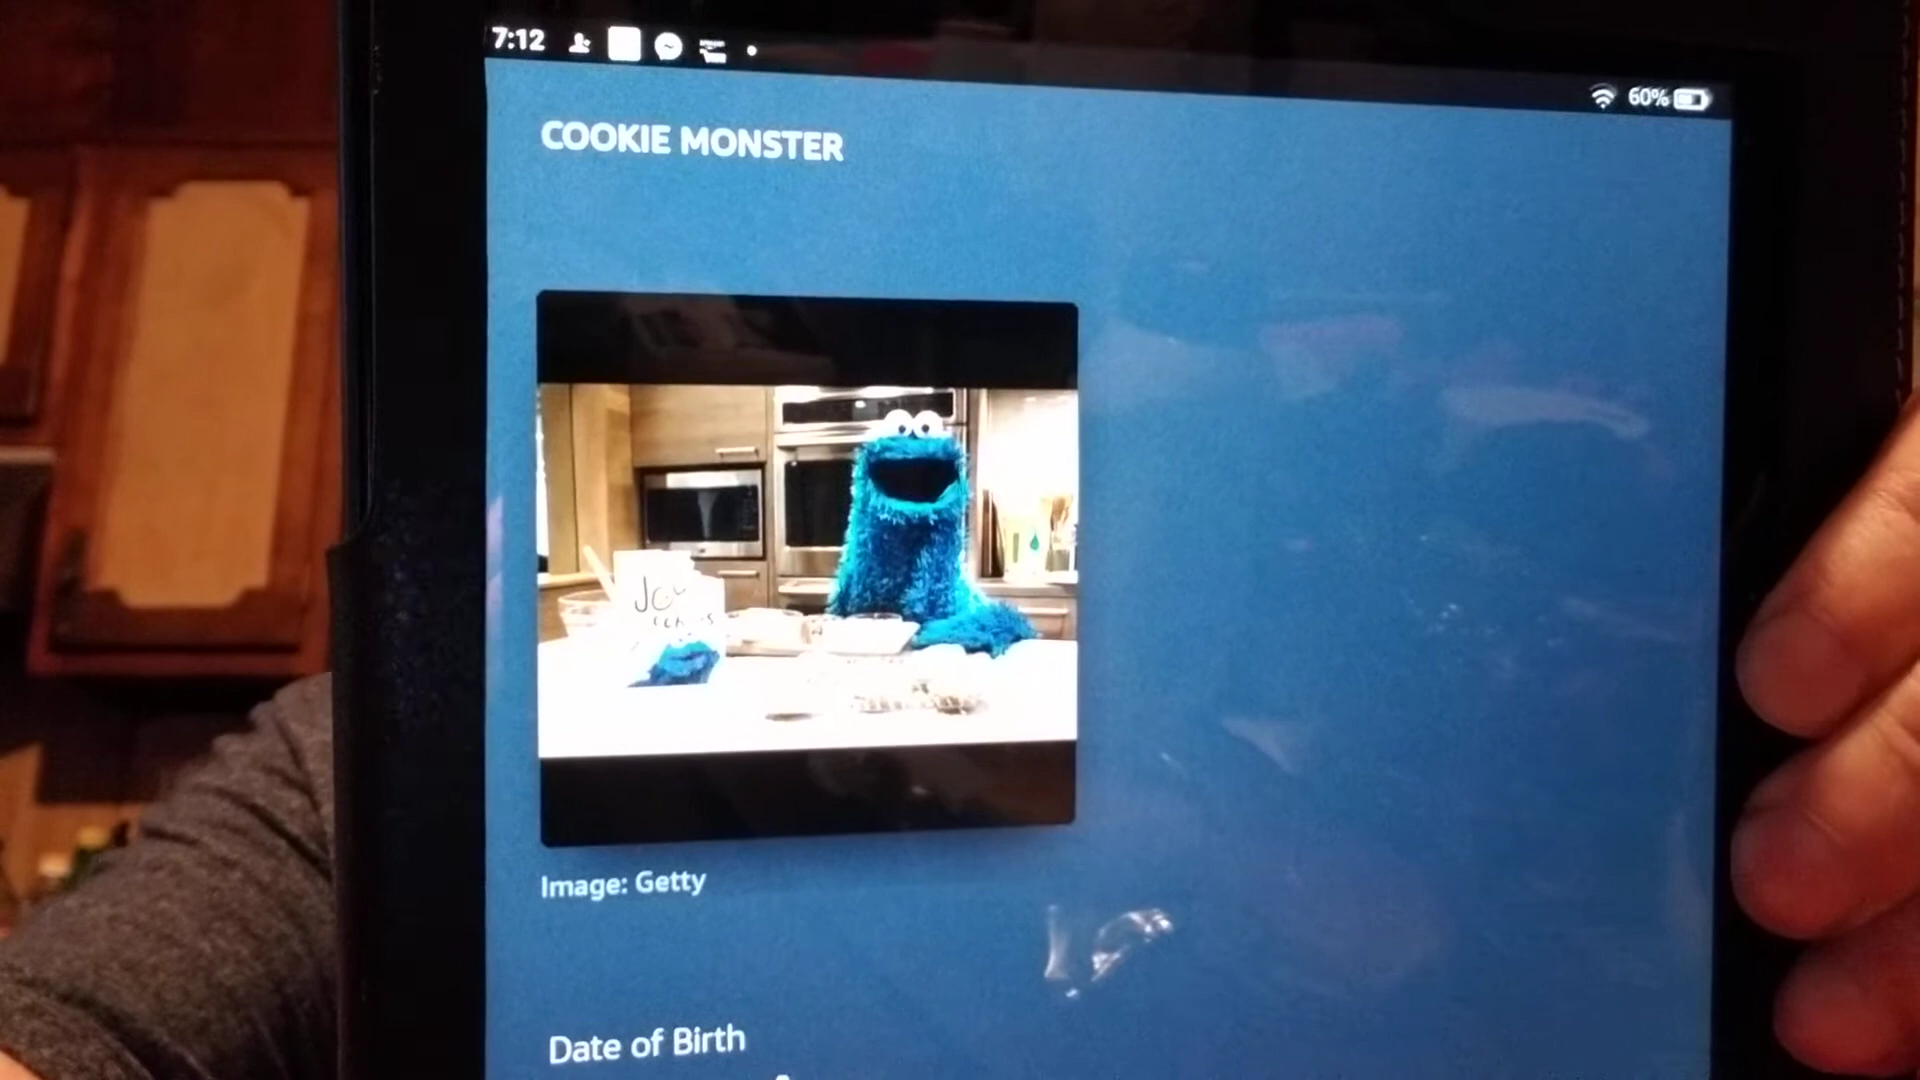 7:12
60%
COOKIE MONSTER
Image: Getty
Date of Birth